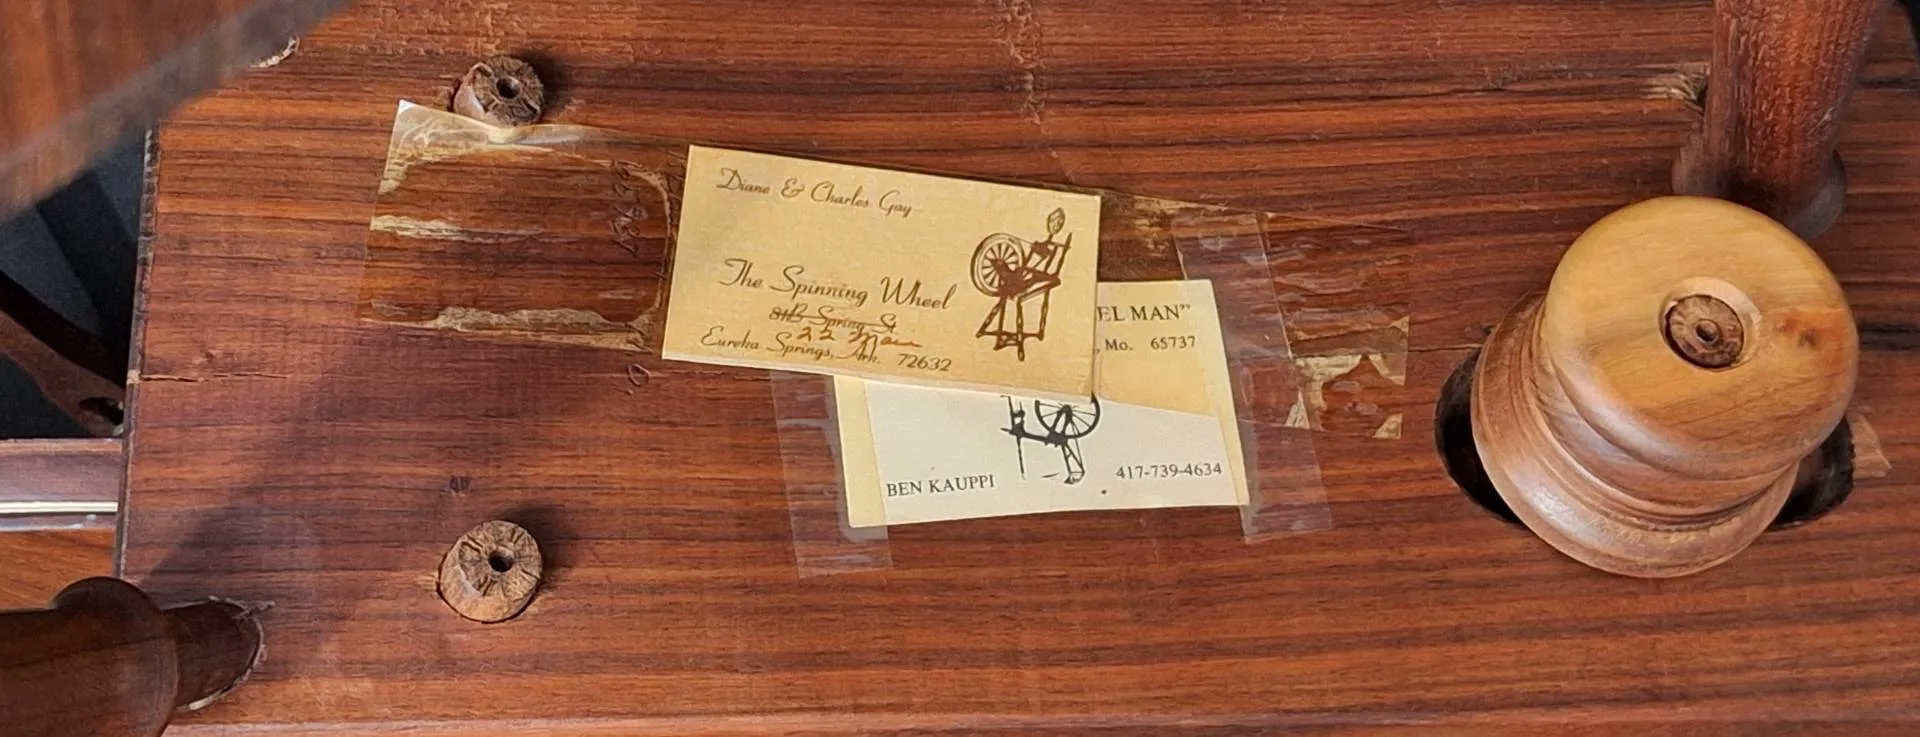 Diane & Charles Gay
The Spinning Wheel
81B Spring St
22 Main
Eureka Springs, Ark. 72632
EL MAN”
, Mo. 65737
BEN KAUPPI
417-739-4634